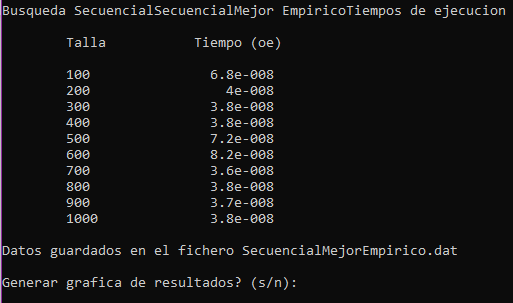 Busqueda SecuencialSecuencialMejor EmpiricoTiempos de ejecucion
Talla Tiempo (oe)
100 6.8e-008
200 4e-008
300 3.8e-008
400 3.8e-008
500 7.2e-008
600 8.2e-008
700 3.6e-008
800 3.8e-008
900 3.7e-008
1000 3.8e-008
Datos guardados en el fichero SecuencialMejorEmpirico.dat
Generar grafica de resultados? (s/n):